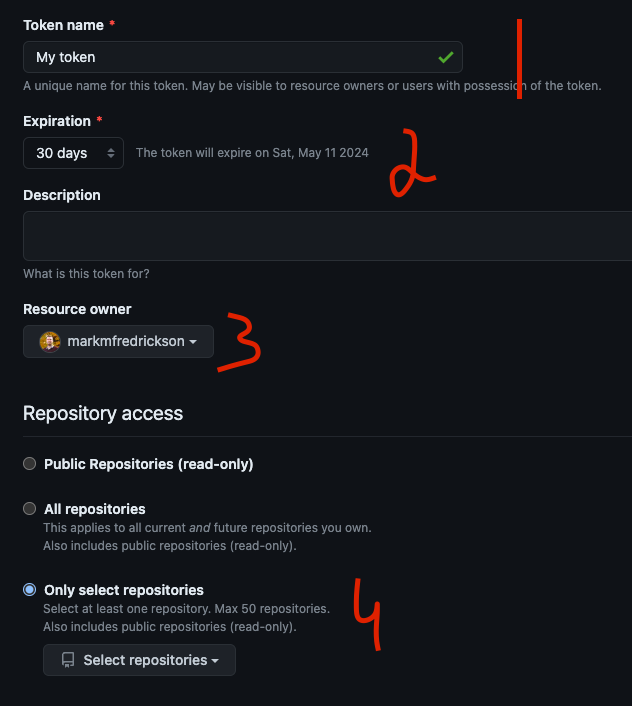 Token name *
My token
A unique name for this token. May be visible to resource owners or users with possession of the token.
1
Expiration *
30 days
The token will expire on Sat, May 11 2024
2
Description
What is this token for?
Resource owner
markmfredrickson
3
Repository access
Public Repositories (read-only)
All repositories
This applies to all current and future repositories you own.
Also includes public repositories (read-only).
Only select repositories
Select at least one repository. Max 50 repositories.
Also includes public repositories (read-only).
4
Select repositories